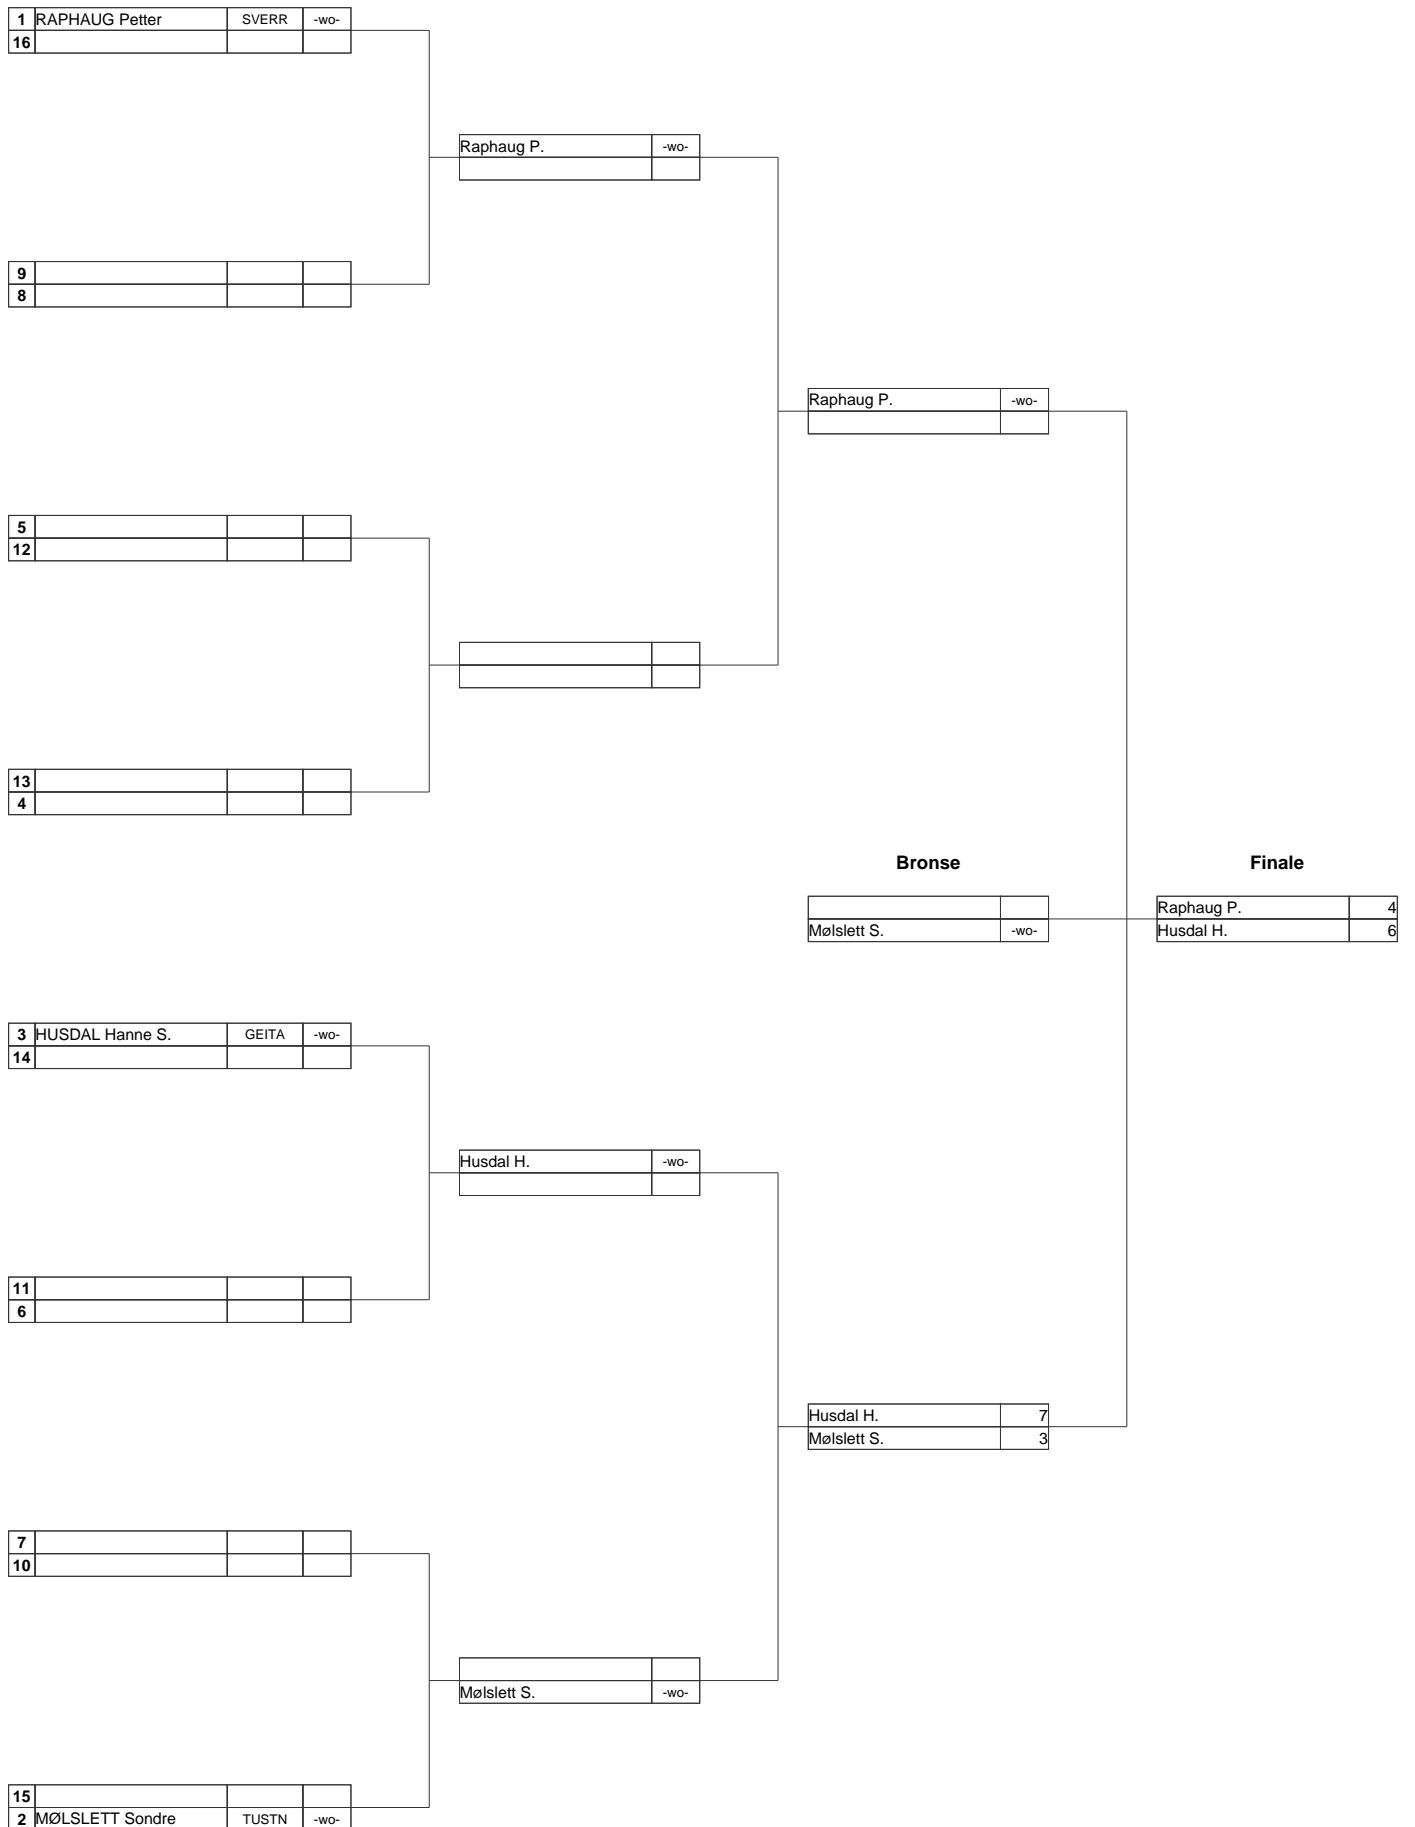 1 RAPHAUG Petter SVERR -wo-
16
Raphaug P. -wo-
9
8
Raphaug P. -wo-
5
12
13
4
Bronse Finale
Raphaug P. 4
Mølslett S. -wo- Husdal H. 6
3 HUSDAL Hanne S. GEITA -wo-
14
Husdal H. -wo-
11
6
Husdal H. 7
Mølslett S. 3
7
10
Mølslett S. -wo-
15
2 MØLSLETT Sondre TUSTN -wo-